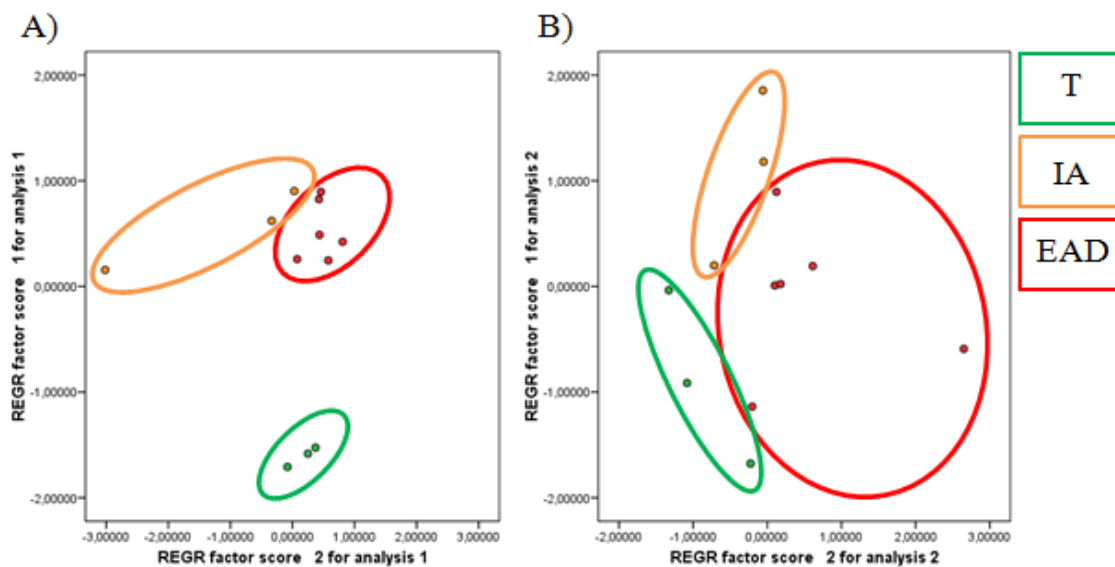 A)
2,00000
1,00000
0,00000
-1,00000
-2,00000
REGR factor score 1 for analysis 1
-3,00000 -2,00000 -1,00000 0,00000 1,00000 2,00000 3,00000
REGR factor score 2 for analysis 1
B)
2,00000
1,00000
0,00000
-1,00000
-2,00000
REGR factor score 1 for analysis 2
-2,00000 -1,00000 0,00000 1,00000 2,00000 3,00000
REGR factor score 2 for analysis 2
T
IA
EAD